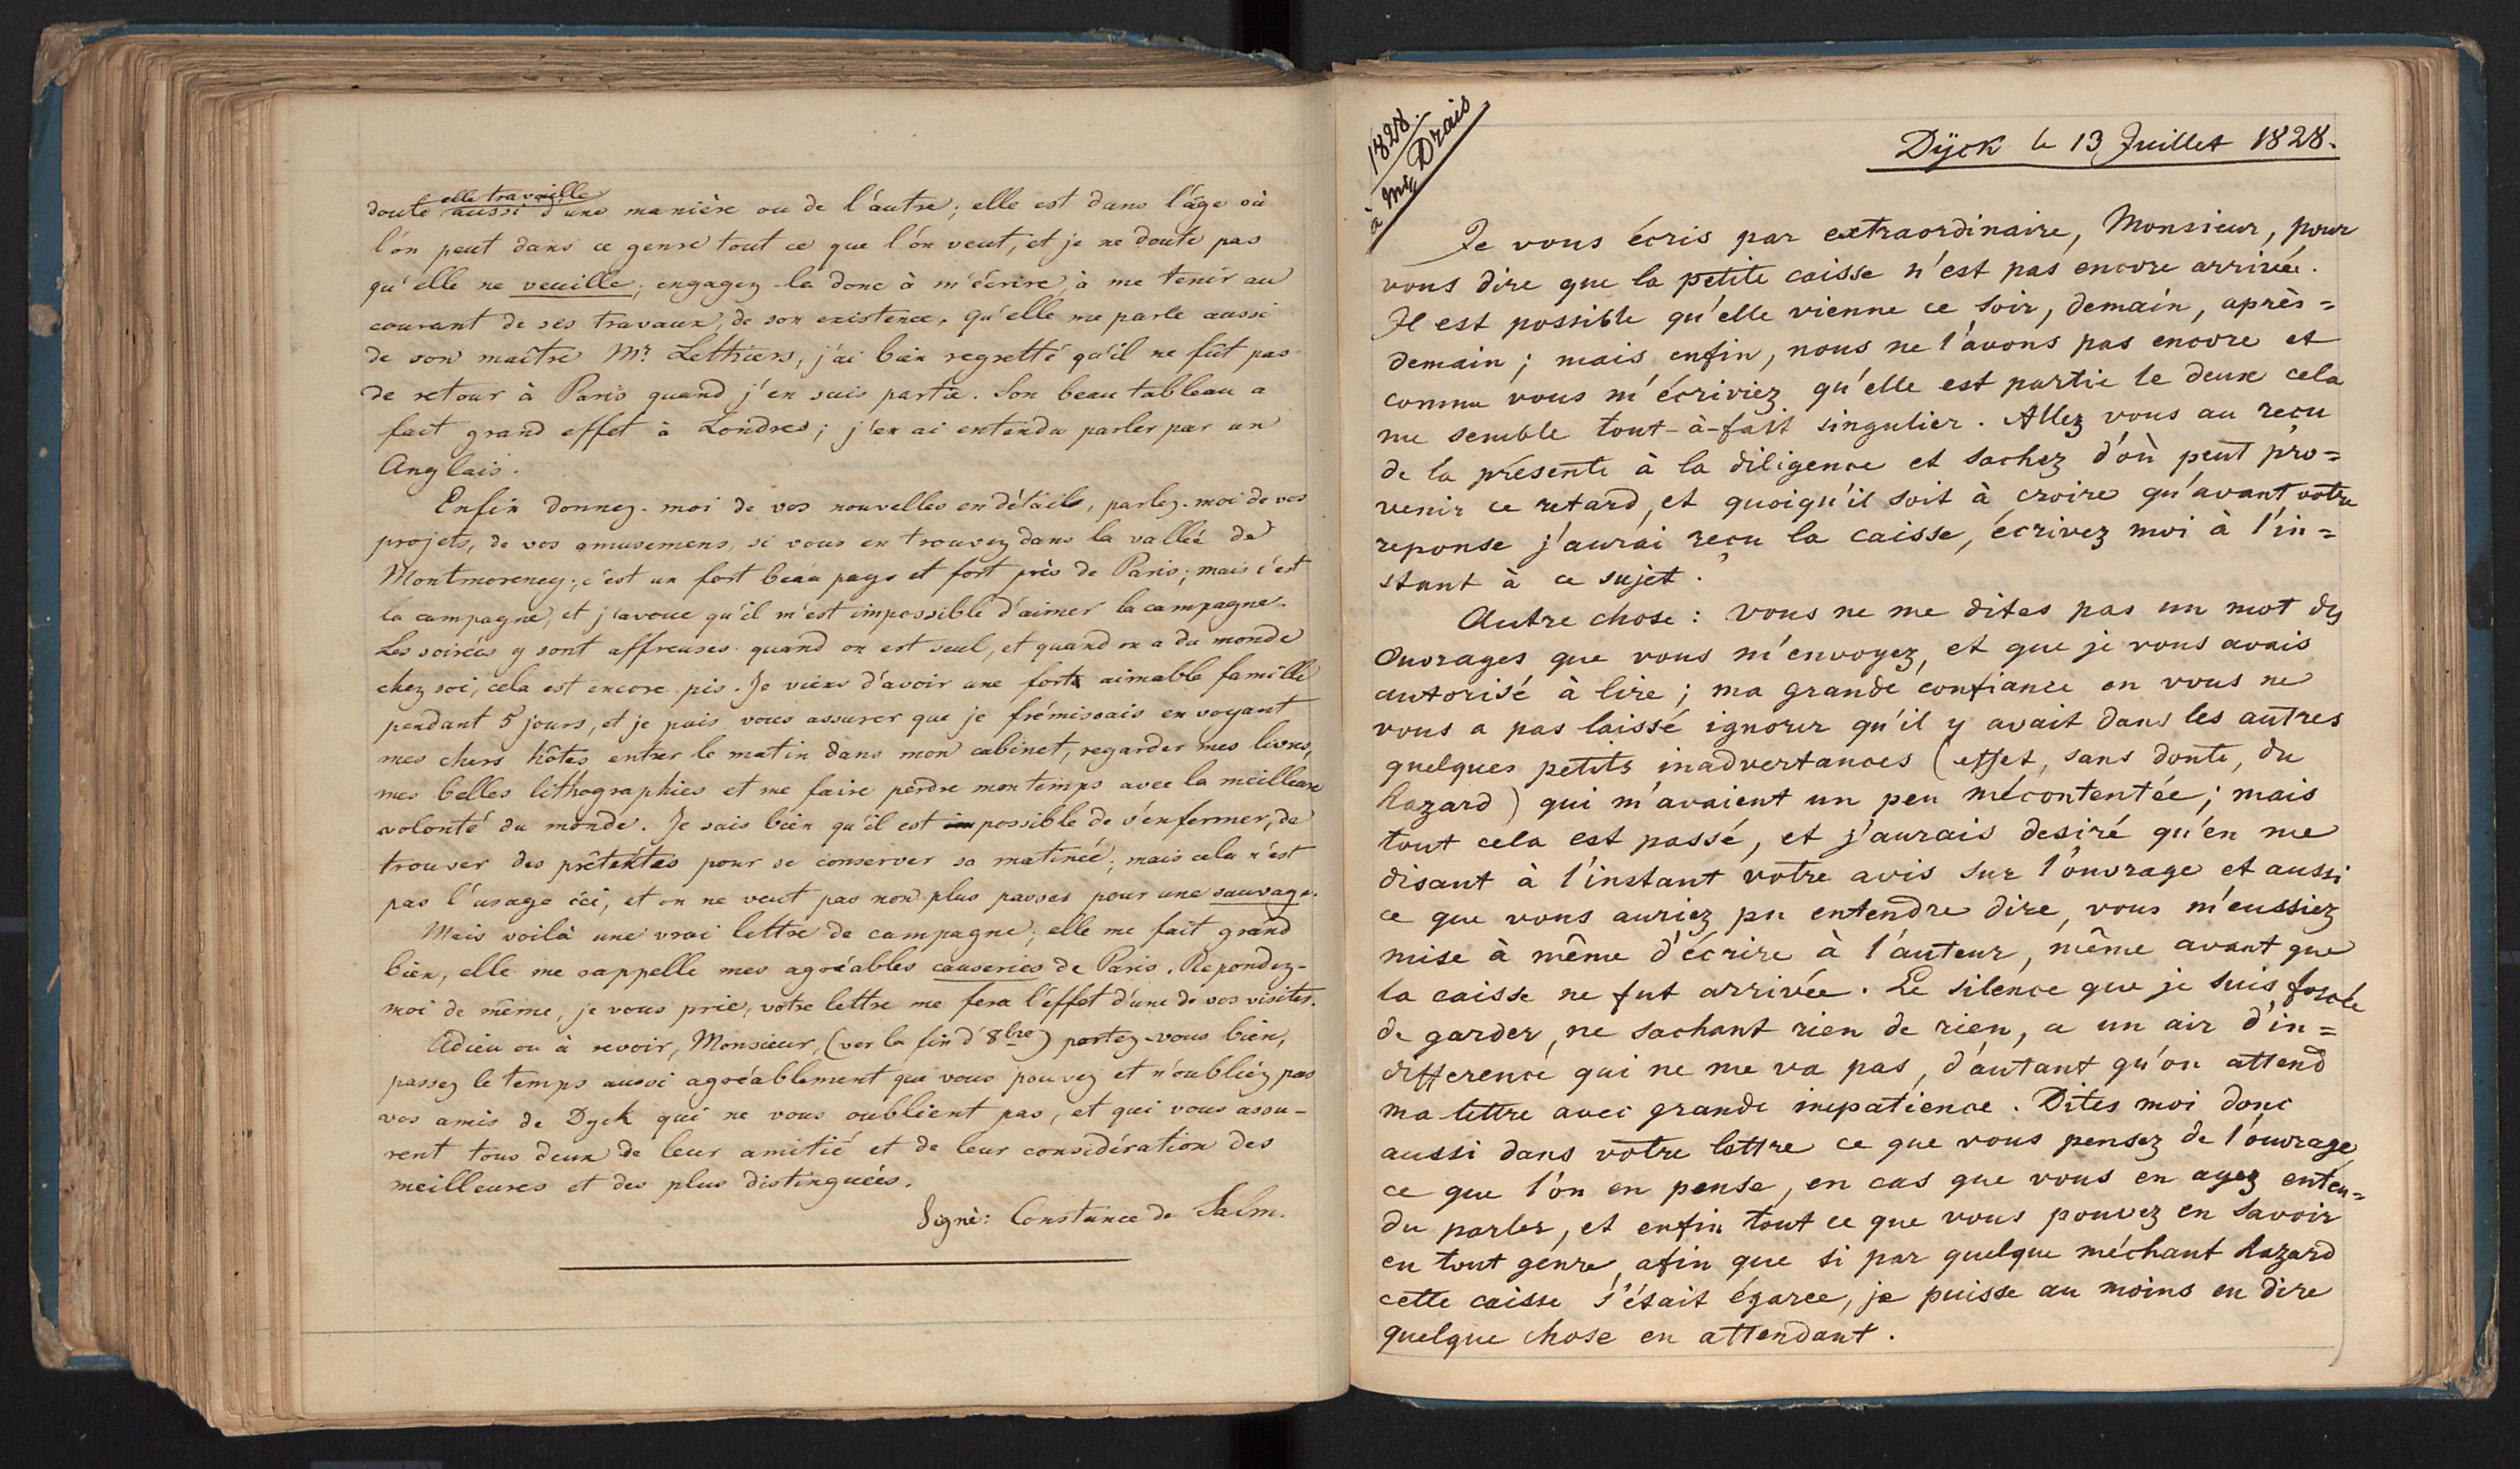 elle travaille
doute aussi d'une manière ou de l'autre; elle est dans l'âge où
l'on peut dans ce genre tout ce que l'on veut, et je ne doute pas
qu'elle ne veuille; engagez-la donc à m'écrire, à me tenir au
courant de ses travaux, de son existence, qu'elle me parle aussi
de son maître Mr. Lethiers, j'ai bien regretté qu'il ne fût pas
de retour à Paris quand j'en suis partie. Son beau tableau a
fait grand effet à Londres; j'en ai entendu parler par un
Anglais.
Enfin donnez-moi de vos nouvelles en détails, parlez-moi de vos
projets, de vos amusemens, si vous en trouvez dans la vallée de
Montmorency; c'est un fort beau pays et fort près de Paris; mais c'est
la campagne, et j'avoue qu'il m'est impossible d'aimer la campagne.
Les soirées y sont affreuses quand on est seul, et quand on a du monde
chez soi, cela est encore pis. Je viens d'avoir une forte aimable famille
pendant 5 jours, et je puis vous assurer que je frémissais en voyant
mes chers hôtes entrer le matin dans mon cabinet, regarder mes livres,
mes belles lithographies et me faire perdre mon temps avec la meilleure
volonté du monde. Je sais bien qu'il est impossible de s'enfermer, de
trouver des prétextes pour se conserver sa matinée; mais cela n'est
pas l'usage ici, et on ne veut pas non plus passer pour une sauvage.
Mais voilà une vrai lettre de campagne; elle me fait grand
bien, elle me rappelle mes agréables causeries de Paris. Repondez-
moi de même, je vous prie, votre lettre me fera l'effet d'une de vos visites.
Adieu ou à revoir, Monsieur, (ver la fin d'8bre) portez-vous bien,
passez le temps aussi agréablement que vous pouvez et n'oubliez pas
vos amis de Dyck qui ne vous oublient pas, et qui vous assu-
rent tous deux de leur amitié et de leur considération des
meilleures et des plus distinguées.
Signé: Constance de Salm.
1828.
à Mr. Drais
Dÿck le 13 Juillet 1828.
Je vous écris par extraordinaire, Monsieur, pour
vous dire que la petite caisse n'est pas encore arrivée.
Il est possible qu'elle vienne ce soir, demain, après=
demain; mais enfin, nous ne l'avons pas encore et
comme vous m'écriviez qu'elle est partie le deux cela
me semble tout-à-fait singulier. Allez vous au reçu
de la présente à la diligence et sachez d'où peut pro=
venir ce retard, et quoiqu'il soit à croire qu'avant votre
reponse j'aurai reçu la caisse, écrivez moi à l'in=
stant à ce sujet.
Autre chose: vous ne me dites pas un mot des
Ouvrages que vous m'envoyez, et que je vous avais
autorisé à lire; ma grande confiance en vous ne
vous a pas laissé ignorer qu'il y avait dans les autres
quelques petits inadvertances (effet, sans doute, du
hazard) qui m'avaient un peu mécontentée; mais
tout cela est passé, et j'aurais desiré qu'en me
disant à l'instant votre avis sur l'ouvrage et aussi
ce que vous auriez pu entendre dire, vous m'eussiez
mise à même d'écrire à l'auteur, même avant que
la caisse ne fut arrivée. Le silence que je suis forcée
de garder, ne sachant rien de rien, a un air d'in=
difference qui ne me va pas, d'autant qu'on attend
ma lettre avec grande impatience. Dites moi donc
aussi dans votre lettre ce que vous pensez de l'ouvrage,
ce que l'on en pense, en cas que vous en ayez enten=
du parler, et enfin tout ce que vous pouvez en savoir
en tout genre, afin que si par quelque méchant hazard
cette caisse s'était égarée, je puisse au moins en dire
quelque chose en attendant.